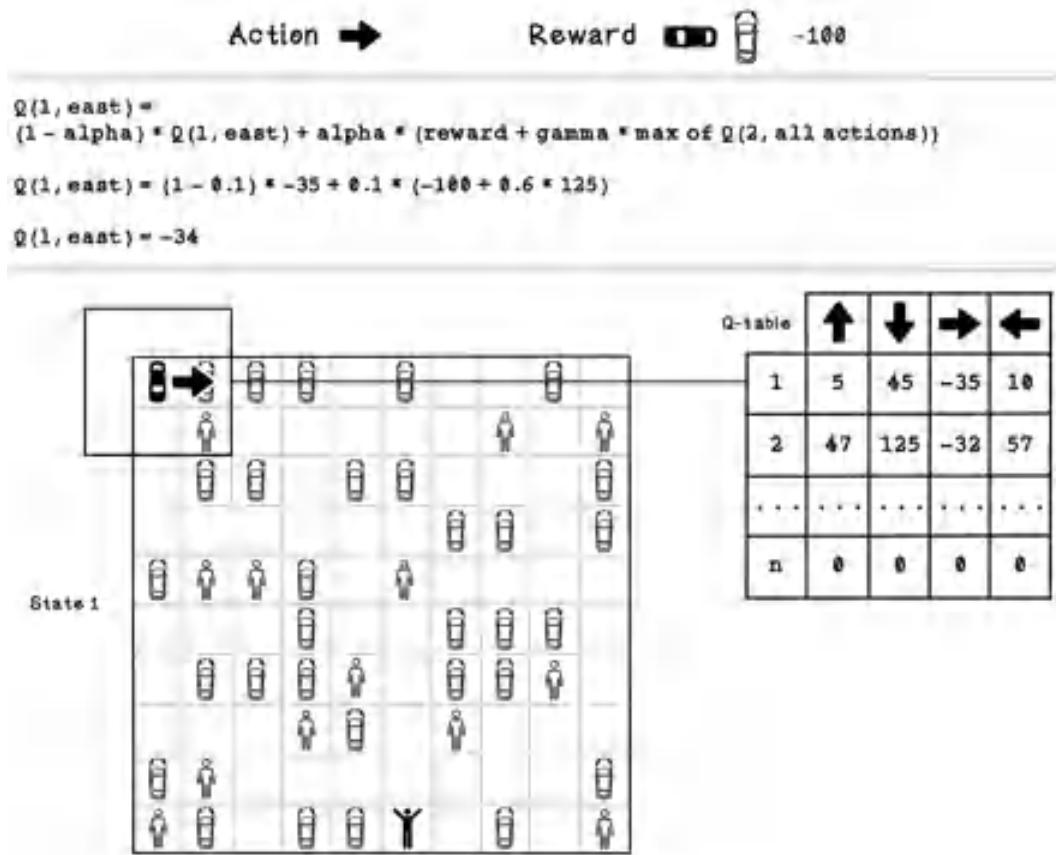 Action Reward -100
Q(1, east) =
(1 - alpha) * Q(1, east) + alpha * (reward + gamma * max of Q(2, all actions))
Q(1, east) = (1 - 0.1) * -35 + 0.1 * (-100 + 0.6 * 125)
Q(1, east) = -34
Q-table
1 5 45 -35 10
2 47 125 -32 57
. . . . . . . . . . . . . . .
n 0 0 0 0
State 1